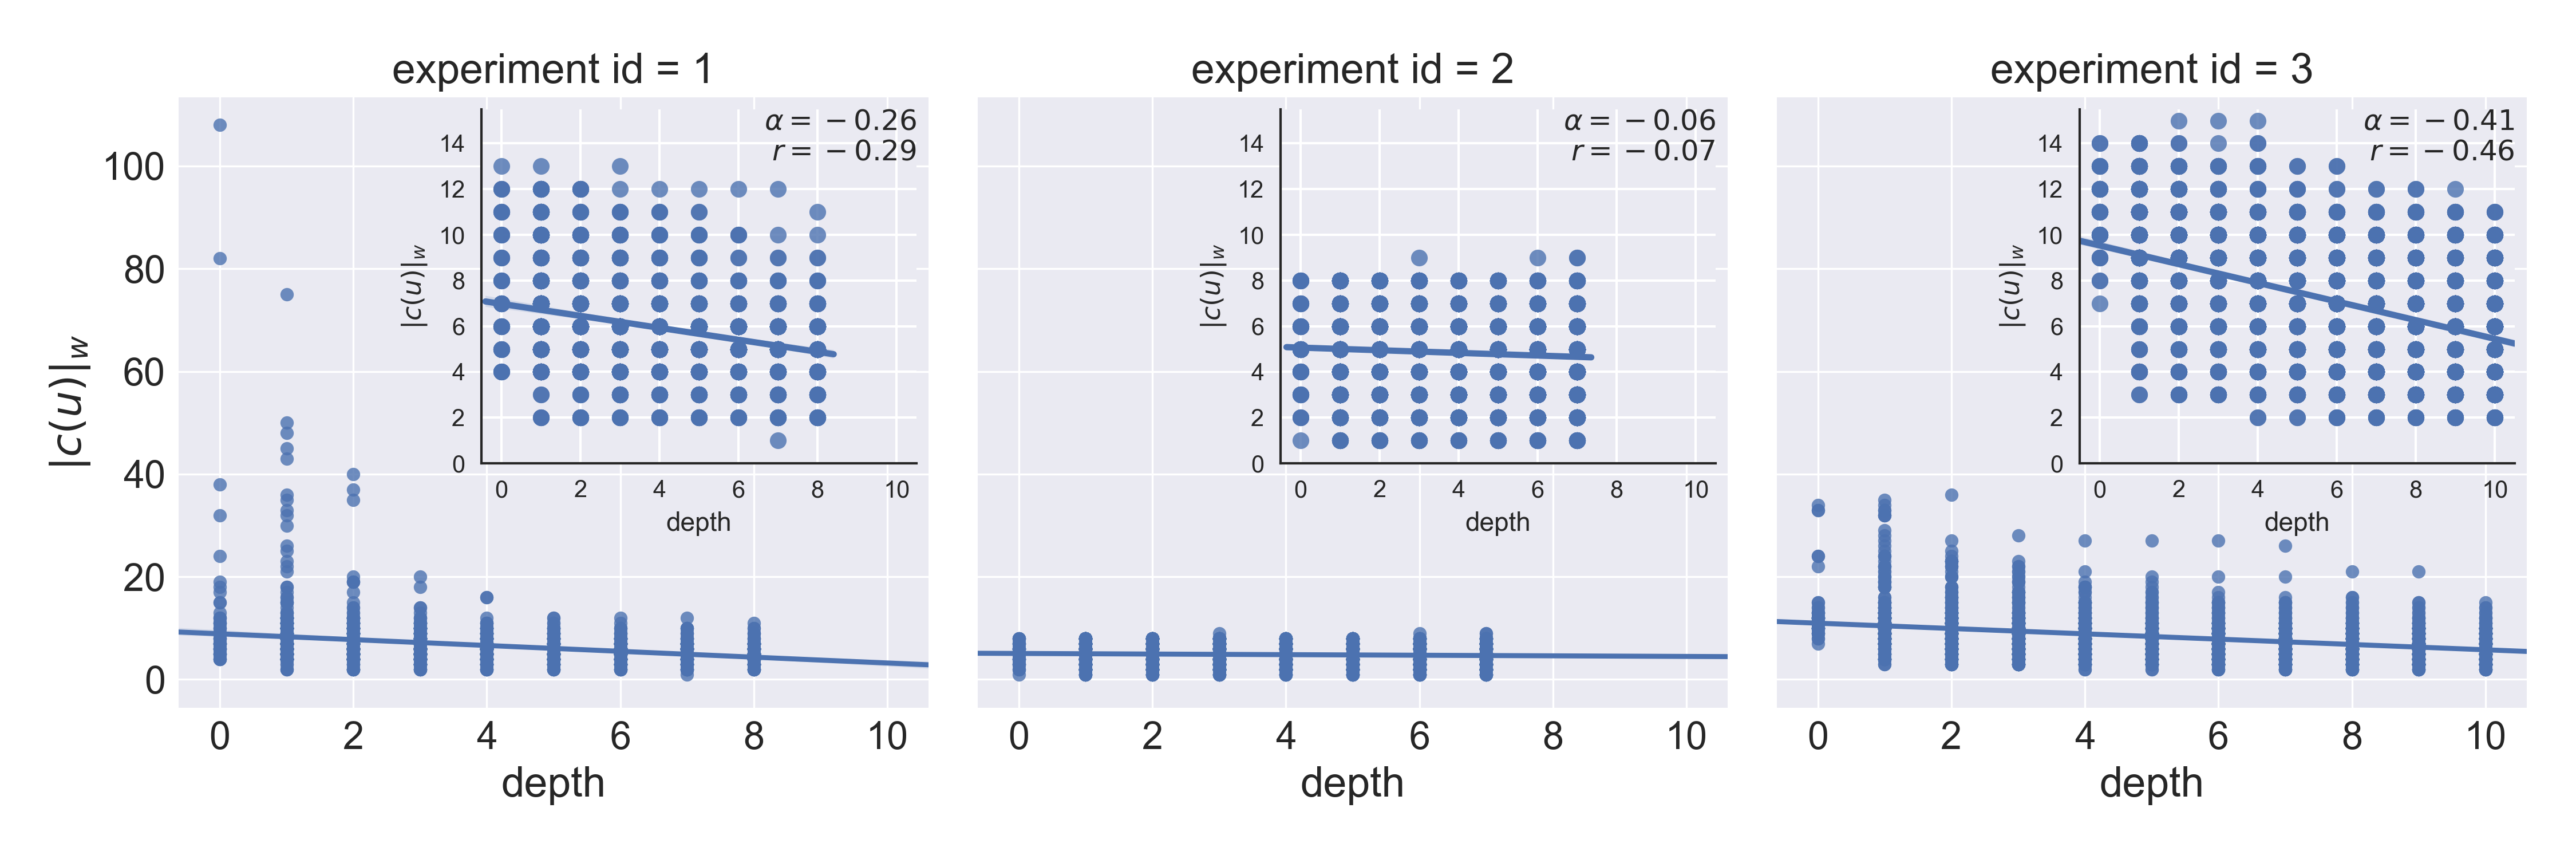 experiment id = 1
|c(u)|w
100
80
60
40
20
0
0 2 4 6 8 10
depth
α = −0.26
r = −0.29
|c(u)|w
14
12
10
8
6
4
2
0
0 2 4 6 8 10
depth
experiment id = 2
0 2 4 6 8 10
depth
α = −0.06
r = −0.07
|c(u)|w
14
12
10
8
6
4
2
0
0 2 4 6 8 10
depth
experiment id = 3
0 2 4 6 8 10
depth
α = −0.41
r = −0.46
|c(u)|w
14
12
10
8
6
4
2
0
0 2 4 6 8 10
depth